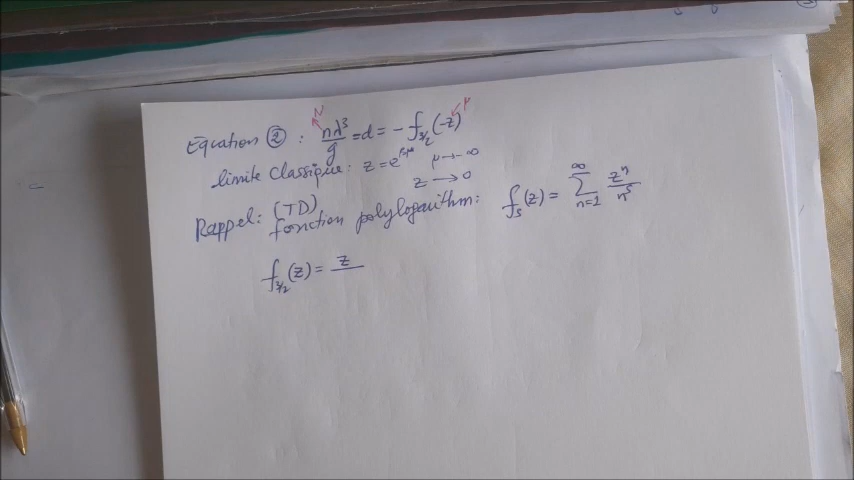 N μ
Equation ② : nλ³/g = d = - f_{3/2}(-z)
limite classique : z = e^{βμ} μ → -∞
z → 0
Rappel : (TD)
fonction polylogarithm : f_s(z) = ∑_{n=1}^{∞} z^n/n^s
f_{3/2}(z) = z